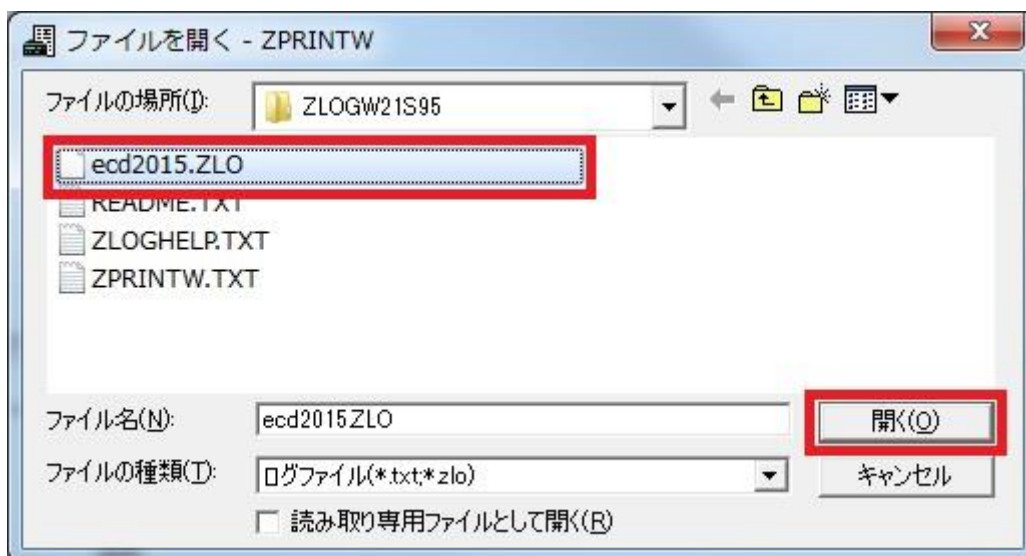 ファイルを開く - ZPRINTW
ファイルの場所(I):
ZLOGW21S95
ecd2015.ZLO
README.TXT
ZLOGHELP.TXT
ZPRINTW.TXT
ファイル名(N):
ecd2015.ZLO
開く(O)
ファイルの種類(T):
ログファイル(*.txt;*.zlo)
キャンセル
読み取り専用ファイルとして開く(R)